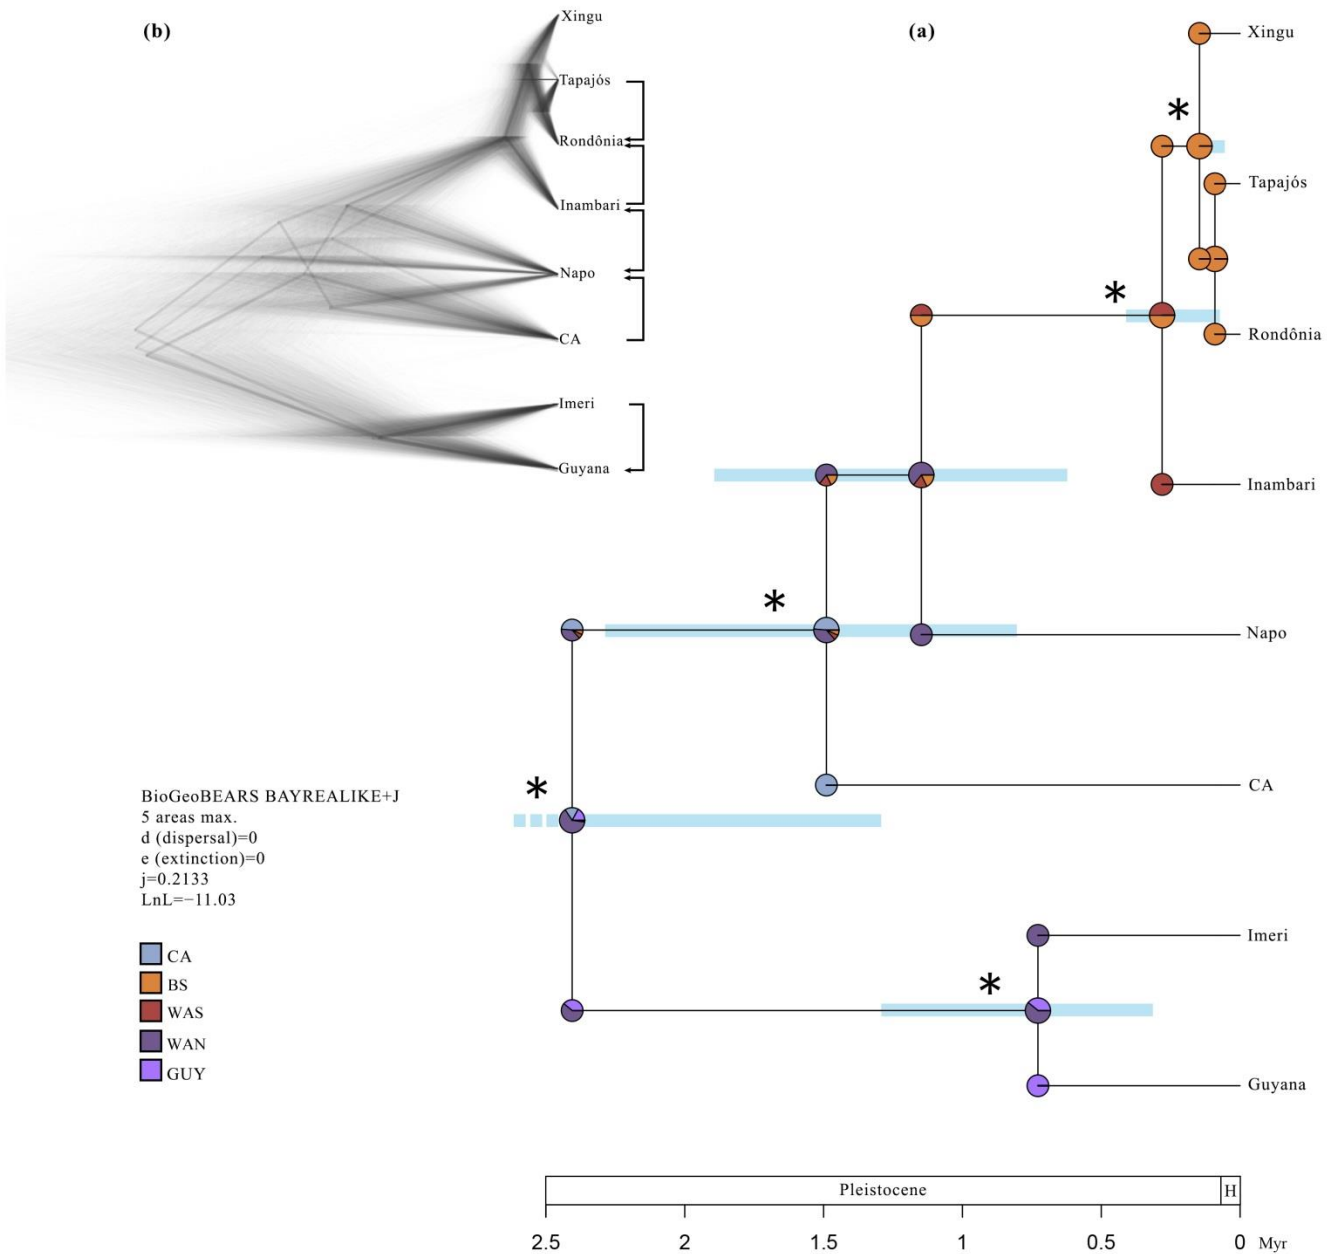 (b)
Xingu
Tapajós
Rondônia
Inambari
Napo
CA
Imeri
Guyana
(a)
Xingu
*
Tapajós
*
Rondônia
Inambari
*
Napo
CA
*
Imeri
*
Guyana
BioGeoBEARS BAYREALIKE+J
5 areas max.
d (dispersal)=0
e (extinction)=0
j=0.2133
LnL=−11.03
CA
BS
WAS
WAN
GUY
Pleistocene H
2.5 2 1.5 1 0.5 0 Myr